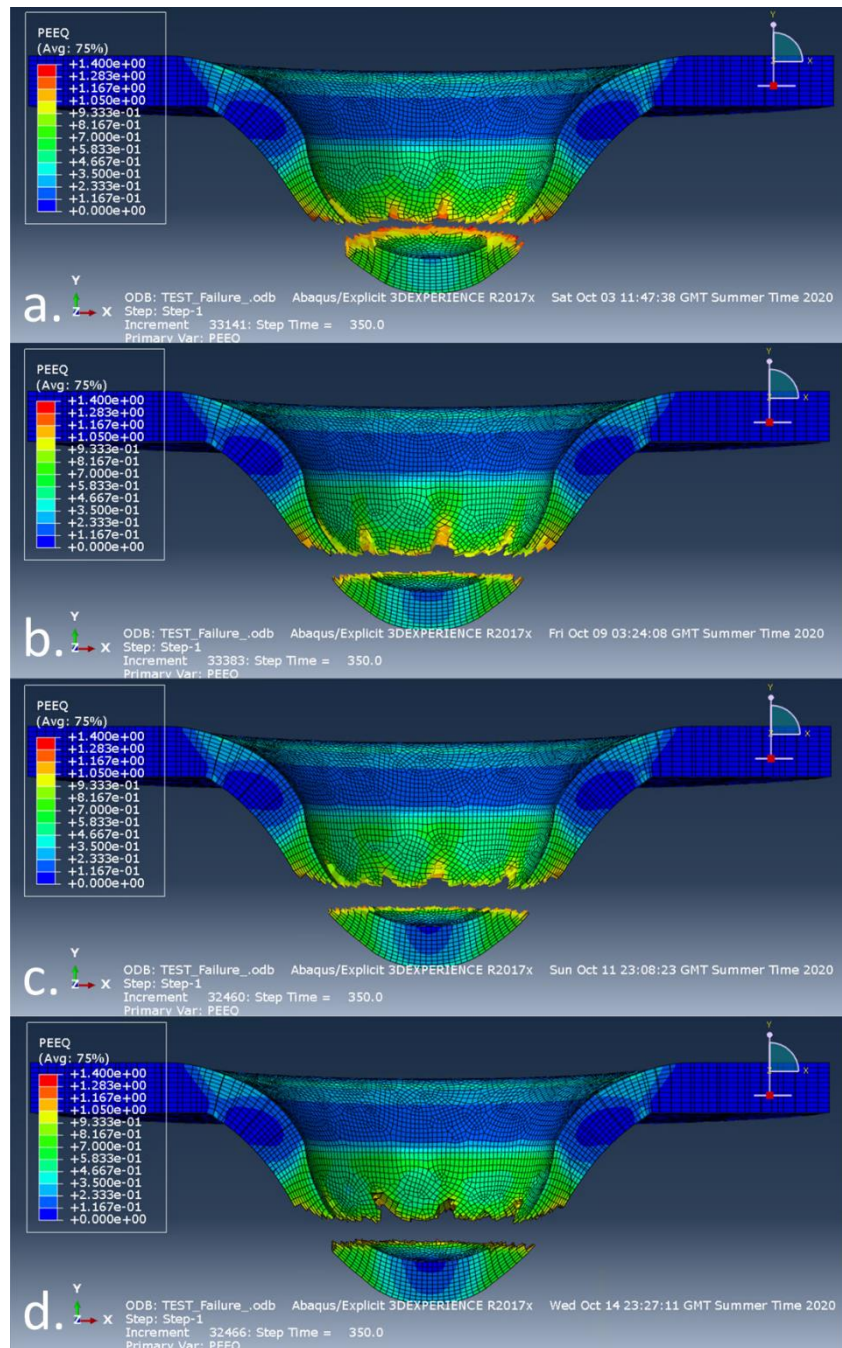 PEEQ
(Avg: 75%)
+1.400e+00
+1.283e+00
+1.167e+00
+1.050e+00
+9.333e-01
+8.167e-01
+7.000e-01
+5.833e-01
+4.667e-01
+3.500e-01
+2.333e-01
+1.167e-01
+0.000e+00
Y
X
Y
Z X
a.
ODB: TEST_Failure_.odb Abaqus/Explicit 3DEXPERIENCE R2017x Sat Oct 03 11:47:38 GMT Summer Time 2020
Step: Step-1
Increment 33141: Step Time = 350.0
Primary Var: PEEQ
PEEQ
(Avg: 75%)
+1.400e+00
+1.283e+00
+1.167e+00
+1.050e+00
+9.333e-01
+8.167e-01
+7.000e-01
+5.833e-01
+4.667e-01
+3.500e-01
+2.333e-01
+1.167e-01
+0.000e+00
Y
X
Y
Z X
b.
ODB: TEST_Failure_.odb Abaqus/Explicit 3DEXPERIENCE R2017x Fri Oct 09 03:24:08 GMT Summer Time 2020
Step: Step-1
Increment 33383: Step Time = 350.0
Primary Var: PEEQ
PEEQ
(Avg: 75%)
+1.400e+00
+1.283e+00
+1.167e+00
+1.050e+00
+9.333e-01
+8.167e-01
+7.000e-01
+5.833e-01
+4.667e-01
+3.500e-01
+2.333e-01
+1.167e-01
+0.000e+00
Y
X
Y
Z X
c.
ODB: TEST_Failure_.odb Abaqus/Explicit 3DEXPERIENCE R2017x Sun Oct 11 23:08:23 GMT Summer Time 2020
Step: Step-1
Increment 32460: Step Time = 350.0
Primary Var: PEEQ
PEEQ
(Avg: 75%)
+1.400e+00
+1.283e+00
+1.167e+00
+1.050e+00
+9.333e-01
+8.167e-01
+7.000e-01
+5.833e-01
+4.667e-01
+3.500e-01
+2.333e-01
+1.167e-01
+0.000e+00
Y
X
Y
Z X
d.
ODB: TEST_Failure_.odb Abaqus/Explicit 3DEXPERIENCE R2017x Wed Oct 14 23:27:11 GMT Summer Time 2020
Step: Step-1
Increment 32466: Step Time = 350.0
Primary Var: PEEQ